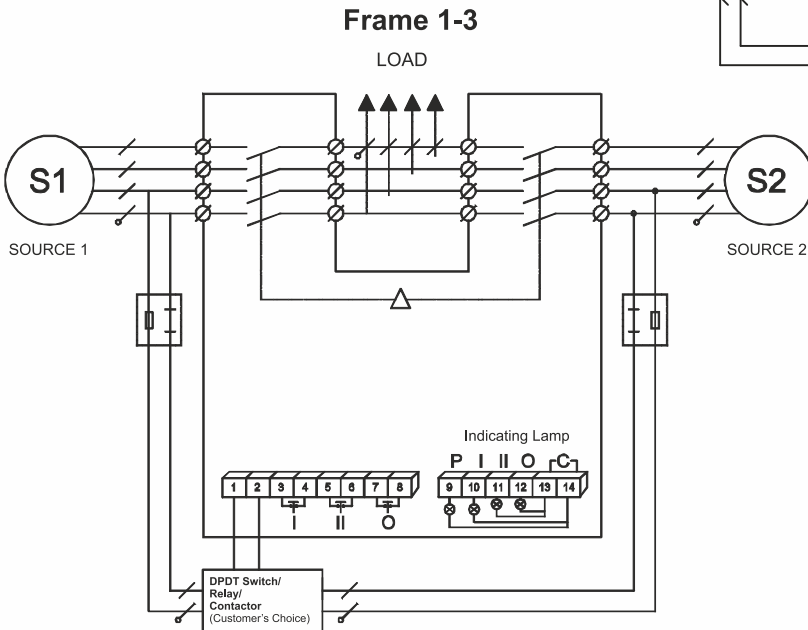 Frame 1-3
LOAD
S1
S2
SOURCE 1
SOURCE 2
Indicating Lamp
P I II O C
1 2 3 4 5 6 7 8
9 10 11 12 13 14
I II O
DPDT Switch/
Relay/
Contactor
(Customer's Choice)